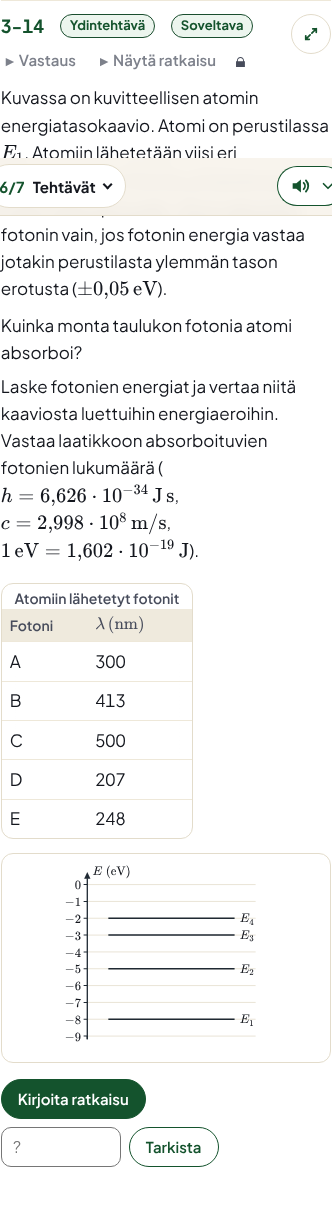 3-14 Ydintehtävä Soveltava
▶ Vastaus ▶ Näytä ratkaisu
Kuvassa on kuvitteellisen atomin
energiatasokaavio. Atomi on perustilassa
E₁. Atomiin lähetetään viisi eri
6/7 Tehtävät
fotonin vain, jos fotonin energia vastaa
jotakin perustilasta ylemmän tason
erotusta (±0,05 eV).
Kuinka monta taulukon fotonia atomi
absorboi?
Laske fotonien energiat ja vertaa niitä
kaaviosta luettuihin energiaeroihin.
Vastaa laatikkoon absorboituvien
fotonien lukumäärä (
h = 6,626 · 10⁻³⁴ J s,
c = 2,998 · 10⁸ m/s,
1 eV = 1,602 · 10⁻¹⁹ J).
Atomiin lähetetyt fotonit
Fotoni λ (nm)
A 300
B 413
C 500
D 207
E 248
E (eV)
0
−1
−2 E₄
−3 E₃
−4
−5 E₂
−6
−7
−8 E₁
−9
Kirjoita ratkaisu
? Tarkista